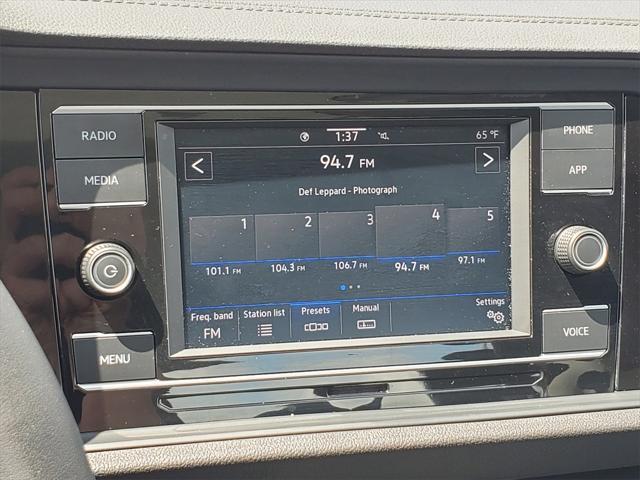 RADIO
MEDIA
MENU
1:37
65 °F
94.7 FM
<
>
Def Leppard - Photograph
1 2 3 4 5
101.1 FM 104.3 FM 106.7 FM 94.7 FM 97.1 FM
Freq. band Station list Presets Manual Settings
FM
PHONE
APP
VOICE